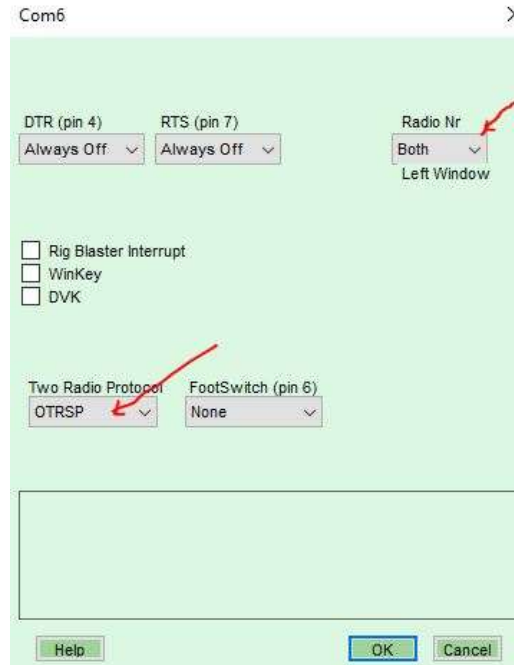 Com6
DTR (pin 4) RTS (pin 7) Radio Nr
Always Off Always Off Both
Left Window
Rig Blaster Interrupt
WinKey
DVK
Two Radio Protocol FootSwitch (pin 6)
OTRSP None
Help OK Cancel